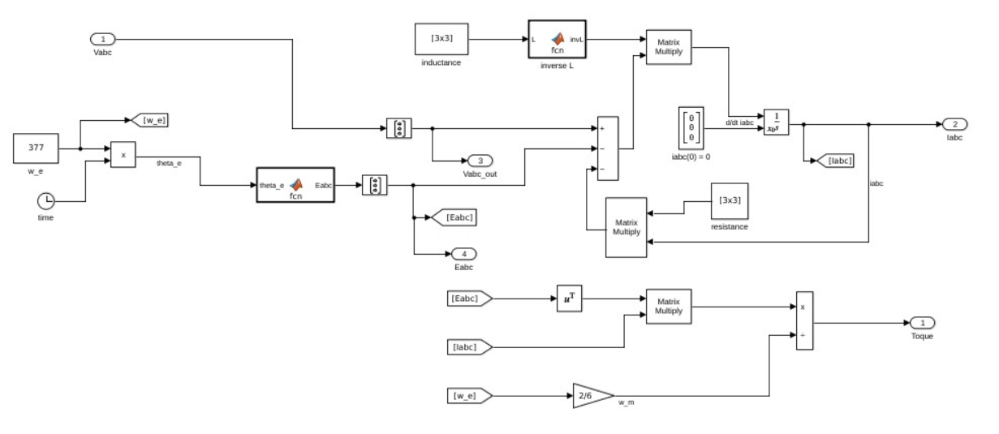 1
Vabc
[3x3]
inductance
L
fcn
invL
inverse L
Matrix
Multiply
377
w_e
[w_e]
x
theta_e
time
theta_e
fcn
Eabc
3
Vabc_out
+
−
−
[Eabc]
4
Eabc
0
0
0
iabc(0) = 0
d/dt iabc
1
x₀ s
2
Iabc
[Iabc]
iabc
[3x3]
resistance
Matrix
Multiply
[Eabc]
uᵀ
Matrix
Multiply
[Iabc]
x
÷
1
Toque
[w_e]
2/6
w_m